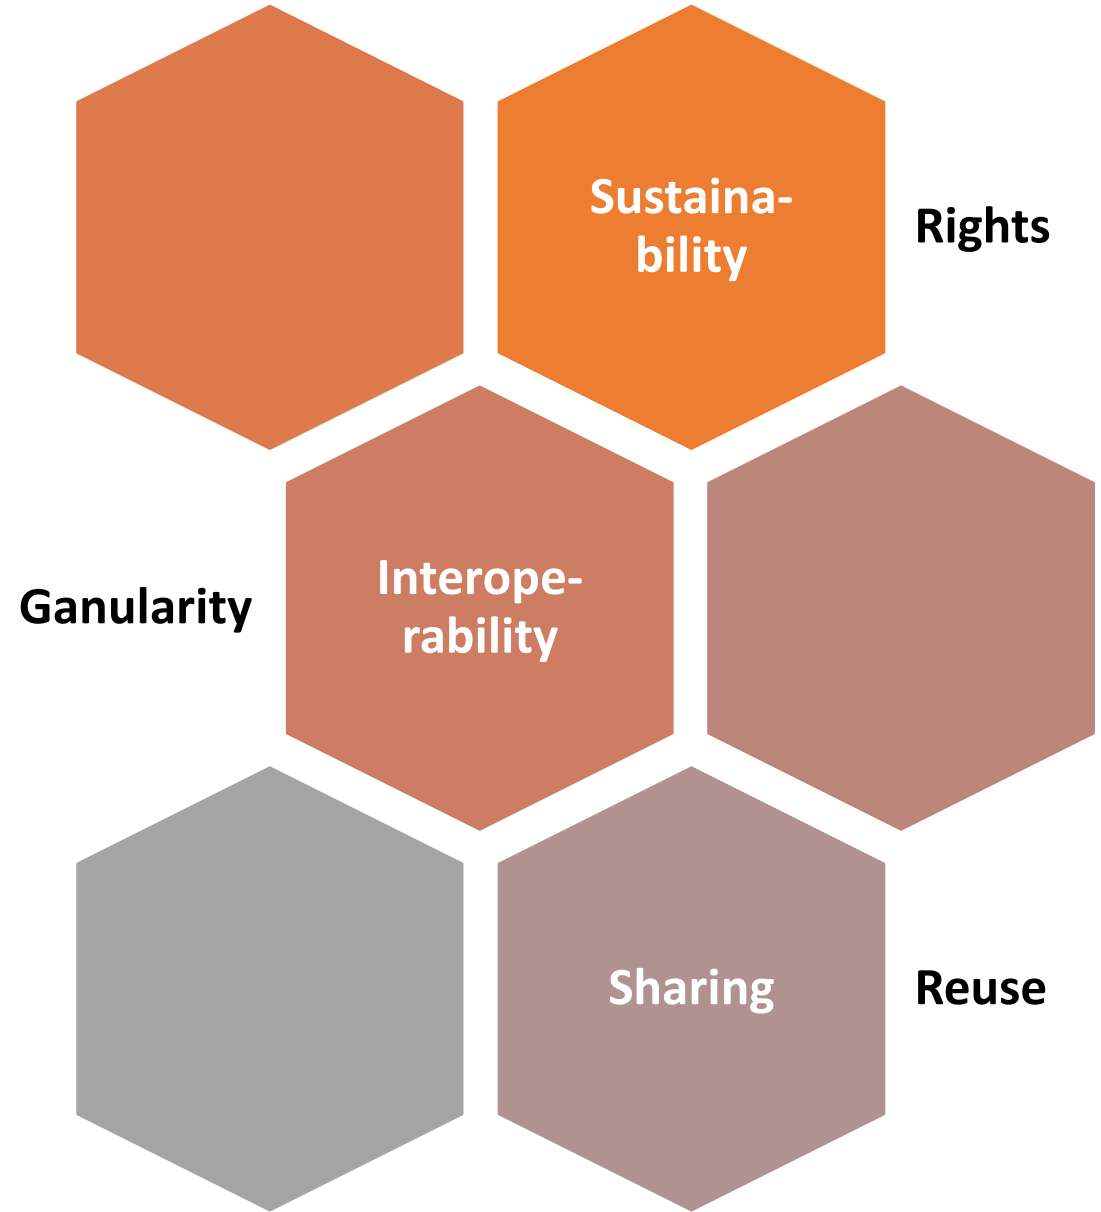 Sustaina-
bility
Rights
Ganularity
Interope-
rability
Sharing
Reuse